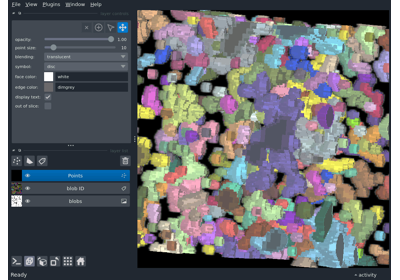 File View Plugins Window Help
opacity: 1.00
point size: 10
blending: translucent
symbol: disc
face color: white
edge color: dimgrey
display text:
out of slice:
Points
blob ID
blobs
Ready
activity